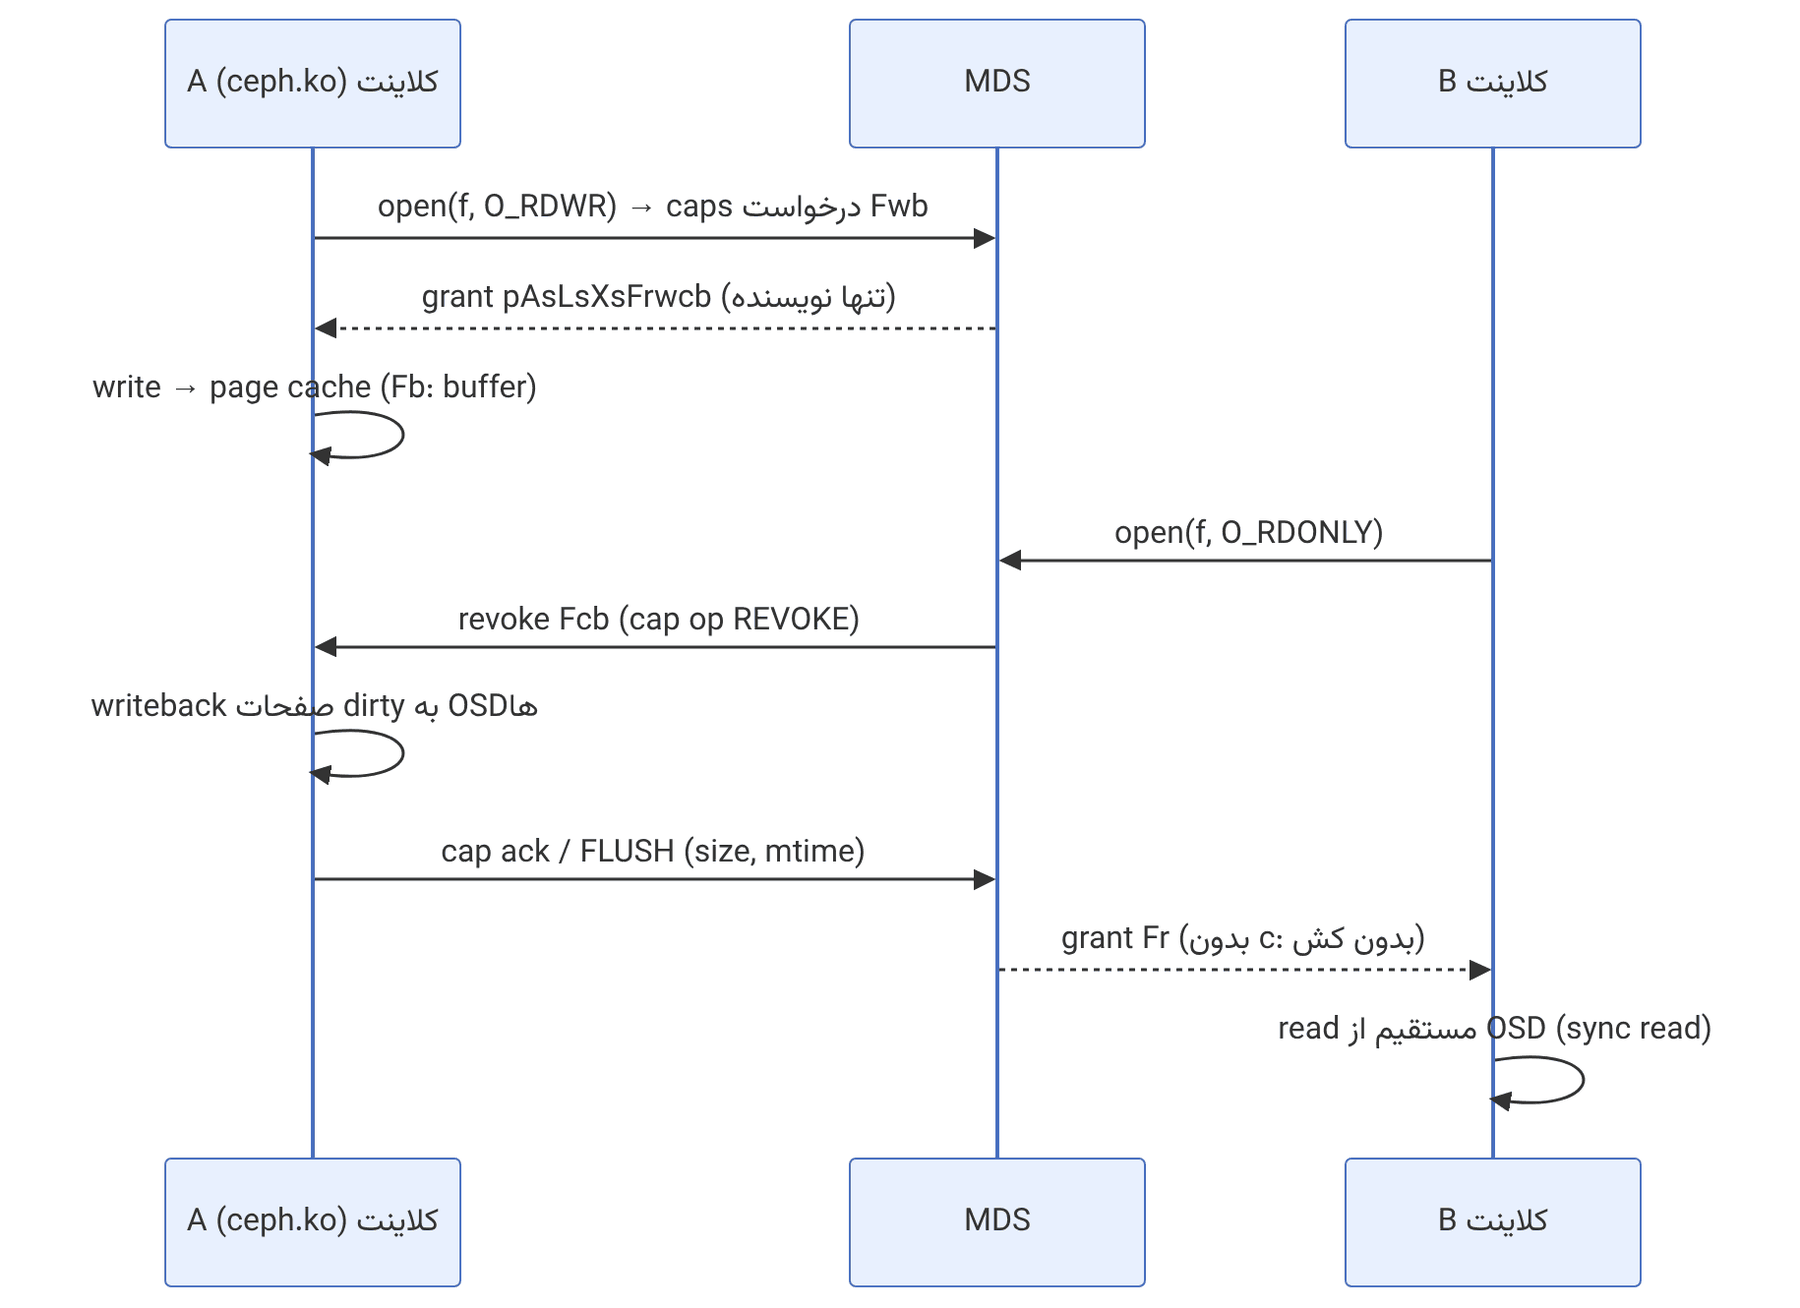 کلاینت A (ceph.ko)
MDS
کلاینت B
open(f, O_RDWR) → caps درخواست Fwb
grant pAsLsXsFrwcb (تنها نویسنده)
write → page cache (Fb: buffer)
open(f, O_RDONLY)
revoke Fcb (cap op REVOKE)
writeback صفحات dirty به OSDها
cap ack / FLUSH (size, mtime)
grant Fr (بدون c: بدون کش)
read مستقیم از OSD (sync read)
کلاینت A (ceph.ko)
MDS
کلاینت B